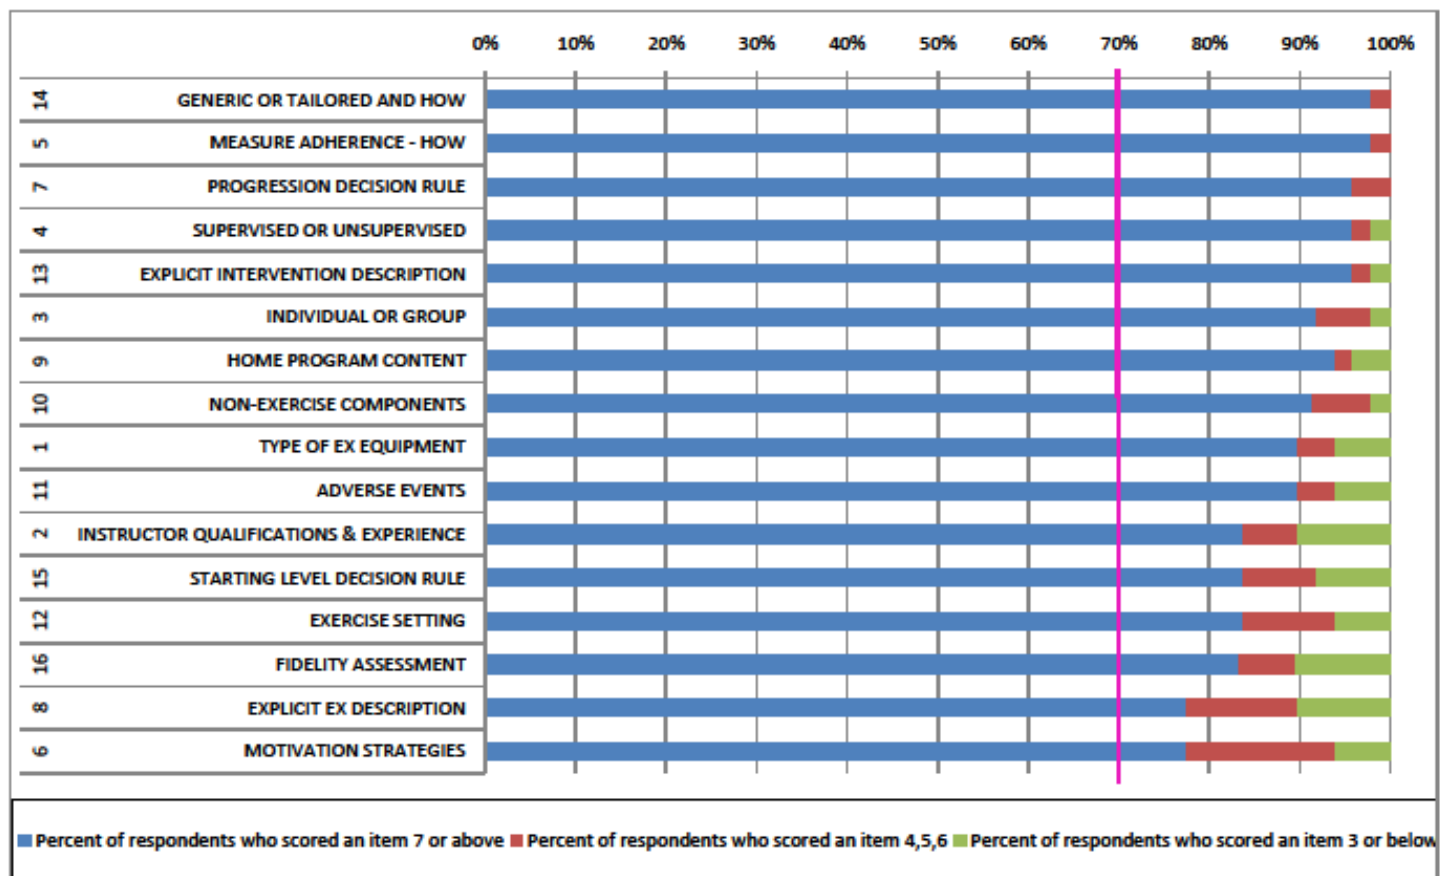 0% 10% 20% 30% 40% 50% 60% 70% 80% 90% 100%
14 GENERIC OR TAILORED AND HOW
5 MEASURE ADHERENCE - HOW
7 PROGRESSION DECISION RULE
4 SUPERVISED OR UNSUPERVISED
13 EXPLICIT INTERVENTION DESCRIPTION
3 INDIVIDUAL OR GROUP
9 HOME PROGRAM CONTENT
10 NON-EXERCISE COMPONENTS
1 TYPE OF EX EQUIPMENT
11 ADVERSE EVENTS
2 INSTRUCTOR QUALIFICATIONS & EXPERIENCE
15 STARTING LEVEL DECISION RULE
12 EXERCISE SETTING
16 FIDELITY ASSESSMENT
8 EXPLICIT EX DESCRIPTION
6 MOTIVATION STRATEGIES
Percent of respondents who scored an item 7 or above Percent of respondents who scored an item 4,5,6 Percent of respondents who scored an item 3 or below